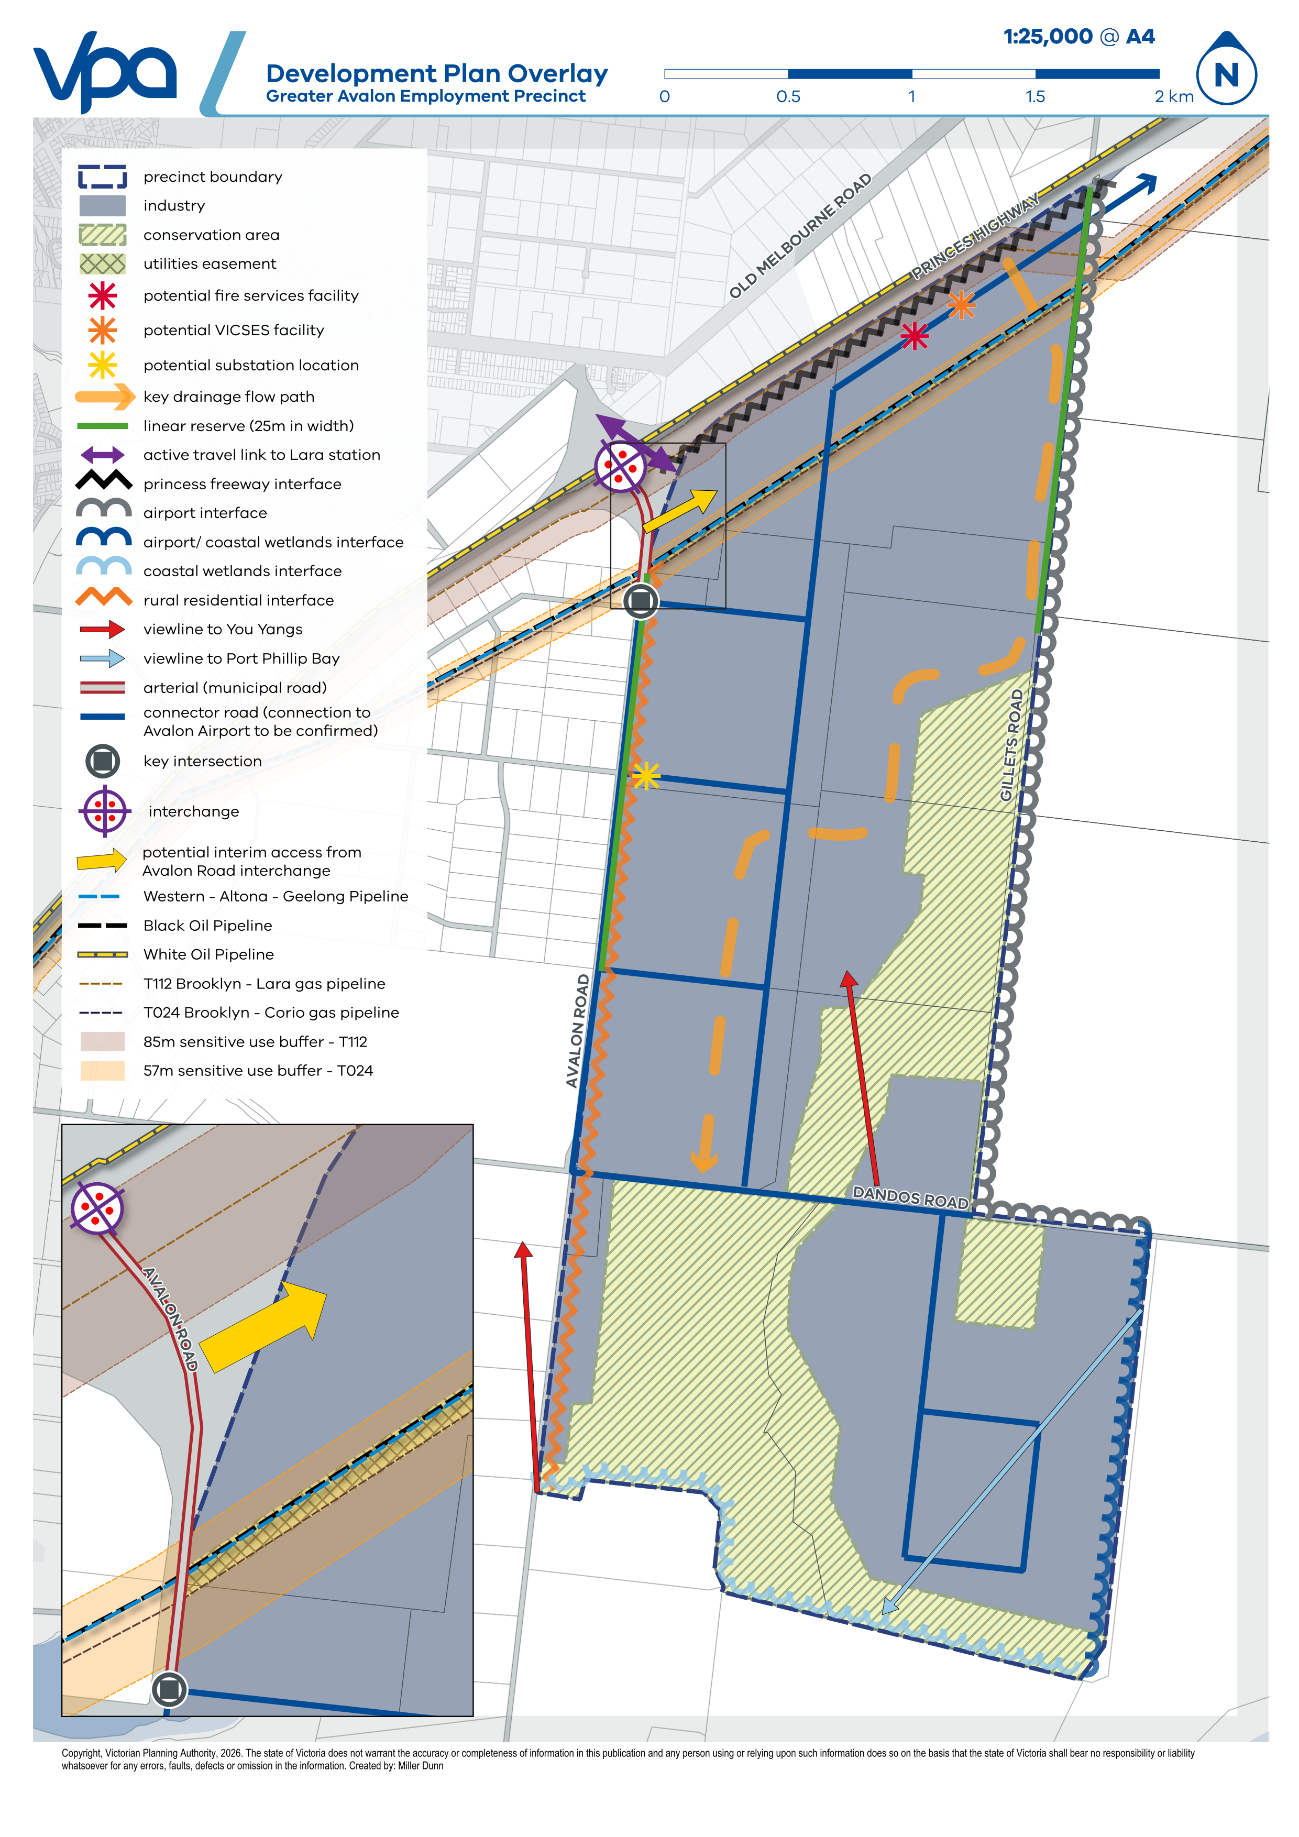 vpa
Development Plan Overlay
Greater Avalon Employment Precinct
1:25,000 @ A4
0 0.5 1 1.5 2 km
N
precinct boundary
industry
conservation area
utilities easement
potential fire services facility
potential VICSES facility
potential substation location
key drainage flow path
linear reserve (25m in width)
active travel link to Lara station
princess freeway interface
airport interface
airport/ coastal wetlands interface
coastal wetlands interface
rural residential interface
viewline to You Yangs
viewline to Port Phillip Bay
arterial (municipal road)
connector road (connection to
Avalon Airport to be confirmed)
key intersection
interchange
potential interim access from
Avalon Road interchange
Western - Altona - Geelong Pipeline
Black Oil Pipeline
White Oil Pipeline
T112 Brooklyn - Lara gas pipeline
T024 Brooklyn - Corio gas pipeline
85m sensitive use buffer - T112
57m sensitive use buffer - T024
OLD MELBOURNE ROAD
PRINCES HIGHWAY
GILLETS ROAD
AVALON ROAD
DANDOS ROAD
AVALON ROAD
Copyright, Victorian Planning Authority, 2026. The state of Victoria does not warrant the accuracy or completeness of information in this publication and any person using or relying upon such information does so on the basis that the state of Victoria shall bear no responsibility or liability
whatsoever for any errors, faults, defects or omission in the information. Created by: Miller Dunn